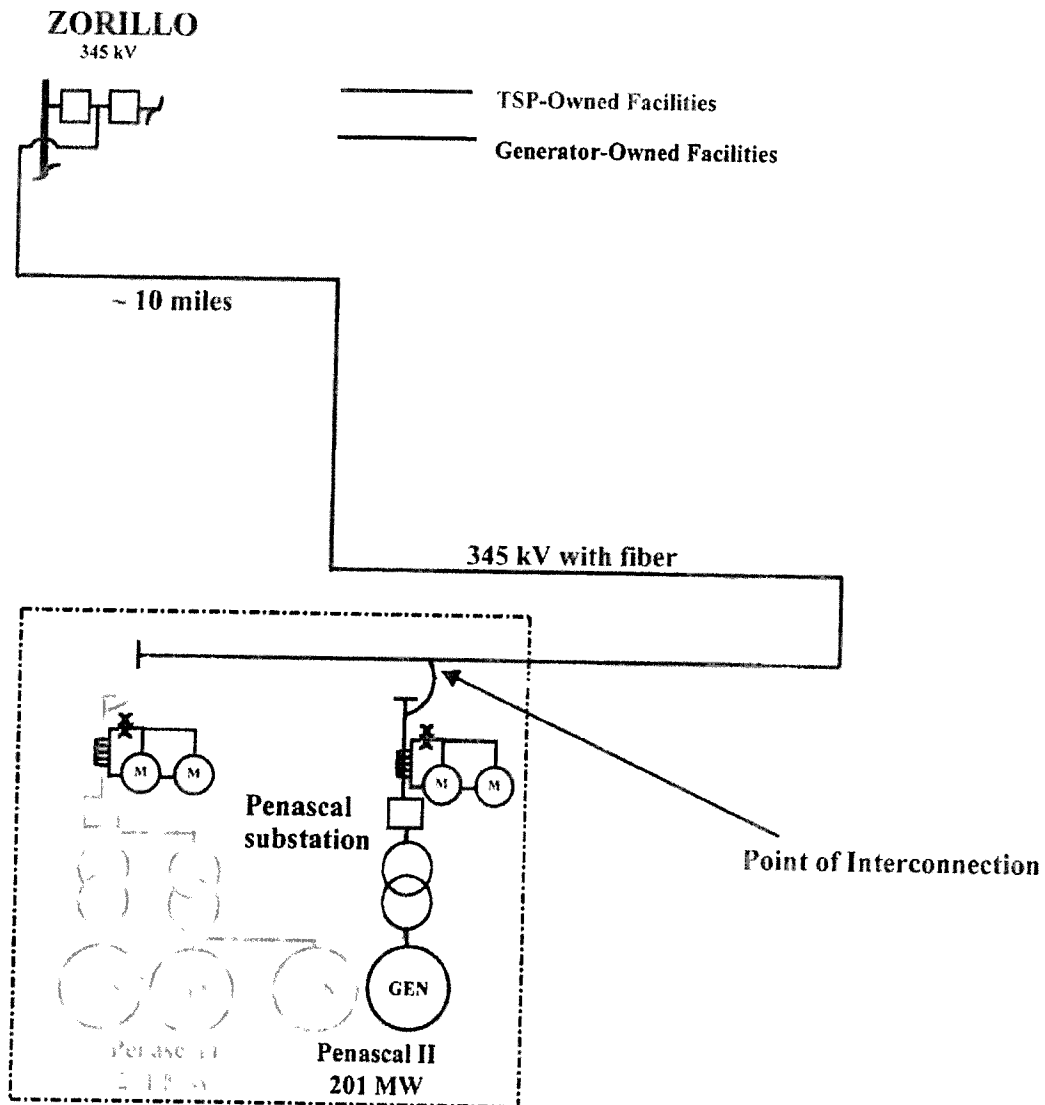 ZORILLO
345 kV
TSP-Owned Facilities
Generator-Owned Facilities
~ 10 miles
345 kV with fiber
M
M
M
M
Penascal
substation
Point of Interconnection
GEN
Penascal II
201 MW